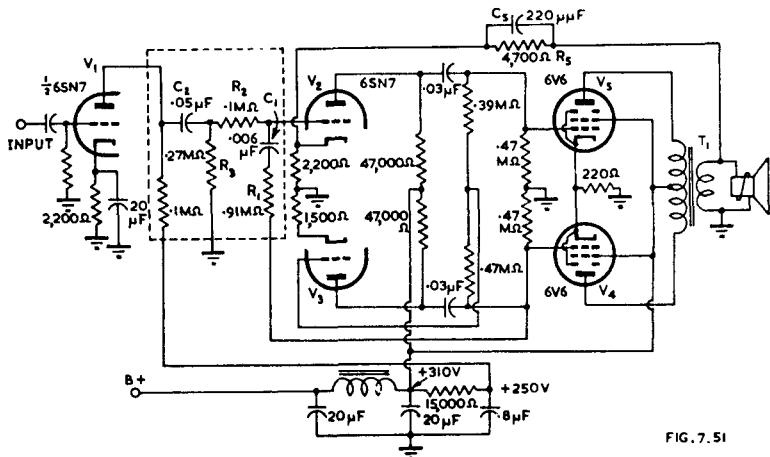 C5 220μμF
4,700Ω R5
V1
½6SN7
C2
.05μF
R2
.1MΩ
C1
V2
6SN7
.03μF
6V6
V5
INPUT
.27MΩ
R3
.006
μF
.39MΩ
.47
MΩ
T1
2,200Ω
47,000Ω
220Ω
2,200Ω
20
μF
.1MΩ
R1
.91MΩ
1,500Ω
47,000
Ω
.47
MΩ
V3
.03μF
.47MΩ
6V6
V4
B+
+310V
+250V
20μF
15,000Ω
20μF
8μF
FIG.7.51